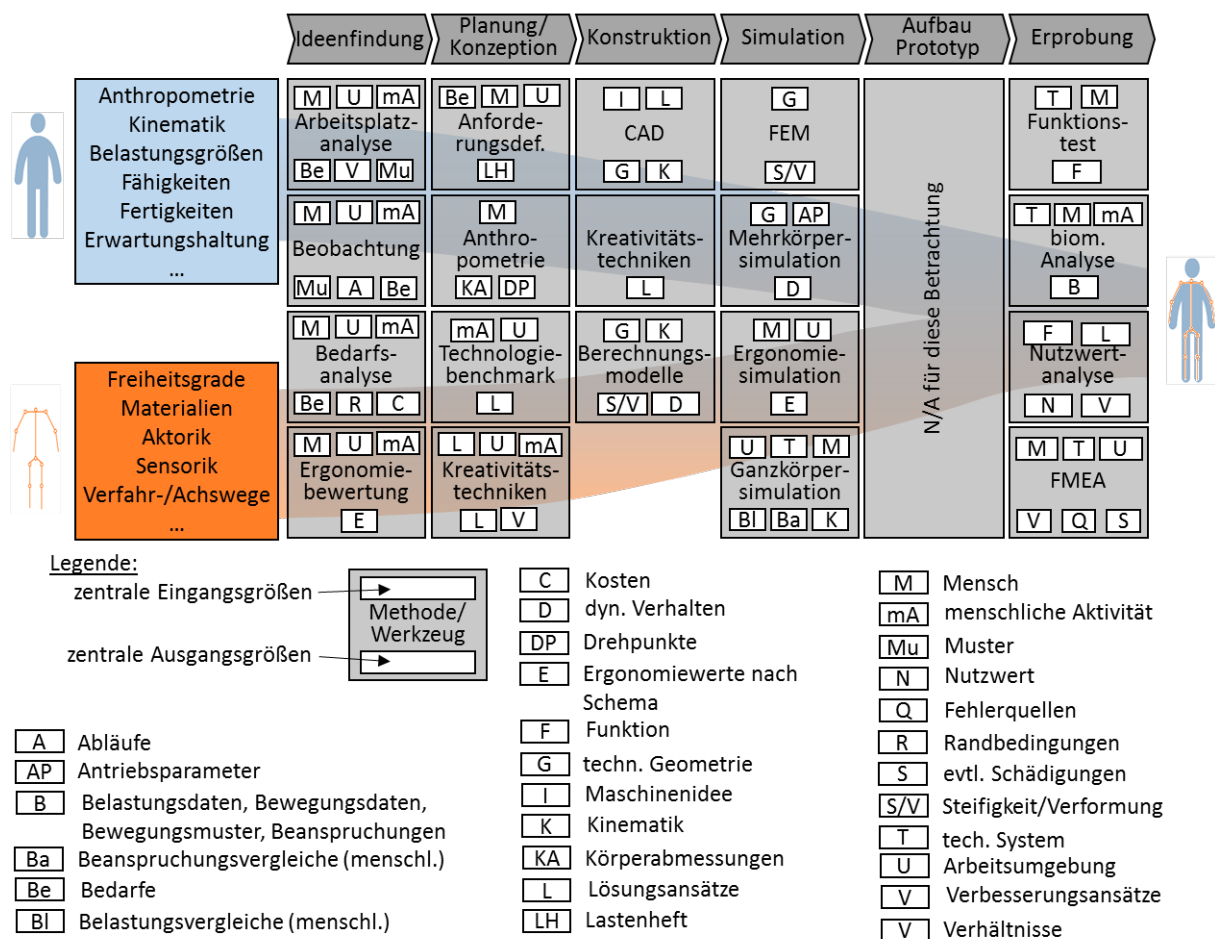 Ideenfindung
Planung/
Konzeption
Konstruktion
Simulation
Aufbau
Prototyp
Erprobung
Anthropometrie
Kinematik
Belastungsgrößen
Fähigkeiten
Fertigkeiten
Erwartungshaltung
...
Freiheitsgrade
Materialien
Aktorik
Sensorik
Verfahr-/Achswege
...
M U mA
Arbeitsplatz-
analyse
Be V Mu
M U mA
Beobachtung
Mu A Be
M U mA
Bedarfs-
analyse
Be R C
M U mA
Ergonomie-
bewertung
E
Be M U
Anforde-
rungsdef.
LH
M
Anthro-
pometrie
KA DP
mA U
Technologie-
benchmark
L
L U mA
Kreativitäts-
techniken
L V
I L
CAD
G K
Kreativitäts-
techniken
L
G K
Berechnungs-
modelle
S/V D
G
FEM
S/V
G AP
Mehrkörper-
simulation
D
M U
Ergonomie-
simulation
E
U T M
Ganzkörper-
simulation
Bl Ba K
N/A für diese Betrachtung
T M
Funktions-
test
F
T M mA
biom.
Analyse
B
F L
Nutzwert-
analyse
N V
M T U
FMEA
V Q S
Legende:
zentrale Eingangsgrößen
Methode/
Werkzeug
zentrale Ausgangsgrößen
A Abläufe
AP Antriebsparameter
B Belastungsdaten, Bewegungsdaten,
Bewegungsmuster, Beanspruchungen
Ba Beanspruchungsvergleiche (menschl.)
Be Bedarfe
Bl Belastungsvergleiche (menschl.)
C Kosten
D dyn. Verhalten
DP Drehpunkte
E Ergonomiewerte nach
Schema
F Funktion
G techn. Geometrie
I Maschinenidee
K Kinematik
KA Körperabmessungen
L Lösungsansätze
LH Lastenheft
M Mensch
mA menschliche Aktivität
Mu Muster
N Nutzwert
Q Fehlerquellen
R Randbedingungen
S evtl. Schädigungen
S/V Steifigkeit/Verformung
T tech. System
U Arbeitsumgebung
V Verbesserungsansätze
V Verhältnisse